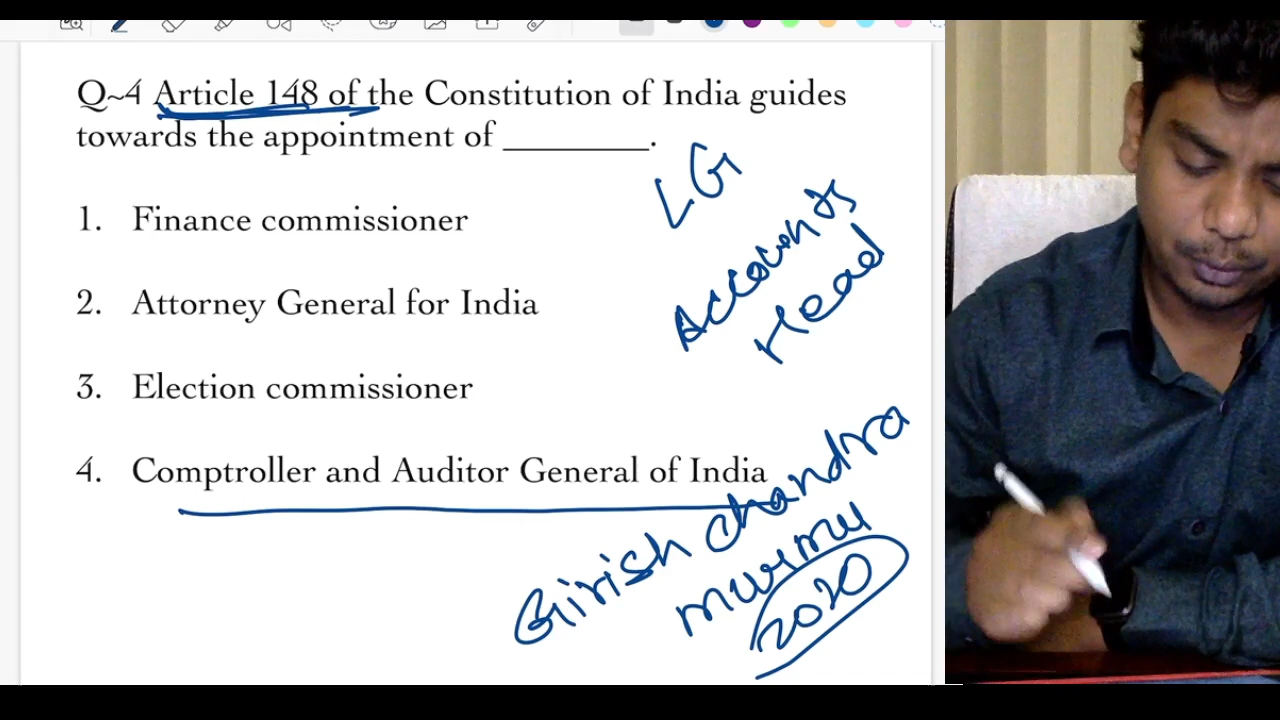 Q~4 Article 148 of the Constitution of India guides
towards the appointment of _________.
LG
Accounts
Head
1. Finance commissioner
2. Attorney General for India
3. Election commissioner
4. Comptroller and Auditor General of India
Girish Chandra
murmu
2020